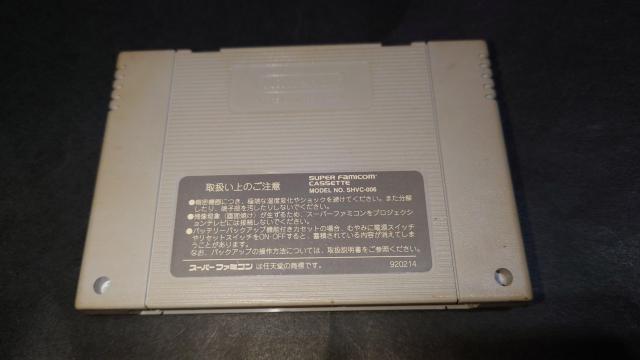 取扱い上のご注意
SUPER FAMICOM
CASSETTE
MODEL NO. SHVC-006
●精密機器につき、極端な温度変化やショックを避けてください。また分解
したり、端子部を汚したりしないでください。
●残像現象(画面焼け)が生ずるため、スーパーファミコンをプロジェクシ
ョンテレビには接続しないでください。
●バッテリーバックアップ機能付きカセットの場合、むやみに電源スイッチ
やリセットスイッチをON-OFFすると、蓄積されている内容が消えてしま
うことがあります。
なお、バックアップの操作方法については、取扱説明書をご参照ください。
スーパーファミコン は任天堂の商標です。
920214